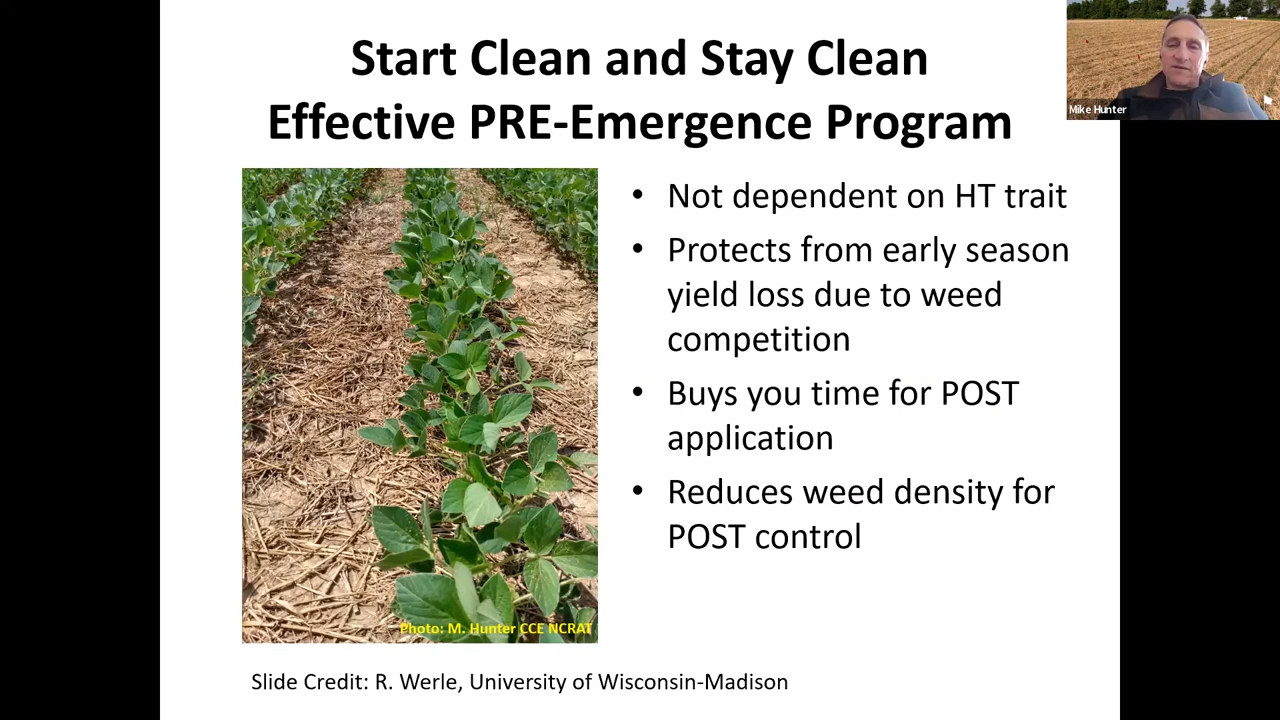 Start Clean and Stay Clean
Effective PRE-Emergence Program
Mike Hunter
• Not dependent on HT trait
• Protects from early season
yield loss due to weed
competition
• Buys you time for POST
application
• Reduces weed density for
POST control
Photo: M. Hunter CCE NCRAT
Slide Credit: R. Werle, University of Wisconsin-Madison